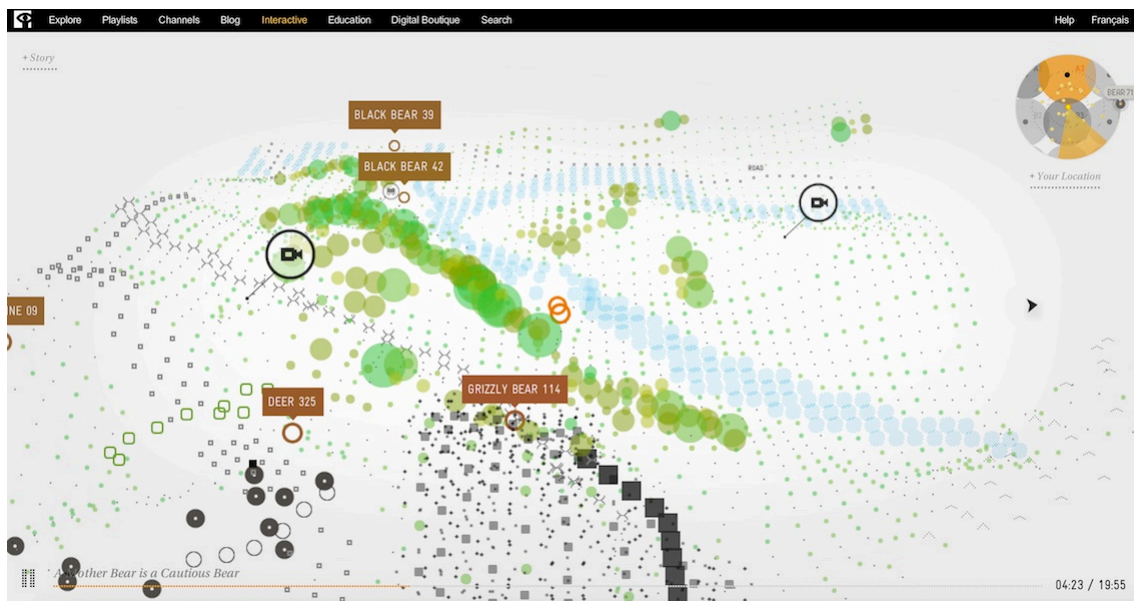 Explore Playlists Channels Blog Interactive Education Digital Boutique Search Help Français
+ Story
BEAR 71
BLACK BEAR 39
BLACK BEAR 42
ROAD
+ Your Location
NE 09
GRIZZLY BEAR 114
DEER 325
other Bear is a Cautious Bear
04:23 / 19:55